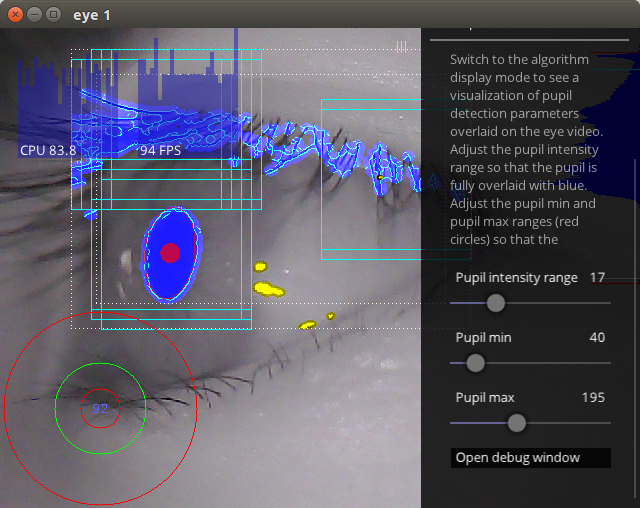 eye 1
CPU 83.8
94 FPS
92
Switch to the algorithm
display mode to see a
visualization of pupil
detection parameters
overlaid on the eye video.
Adjust the pupil intensity
range so that the pupil is
fully overlaid with blue.
Adjust the pupil min and
pupil max ranges (red
circles) so that the
Pupil intensity range 17
Pupil min 40
Pupil max 195
Open debug window